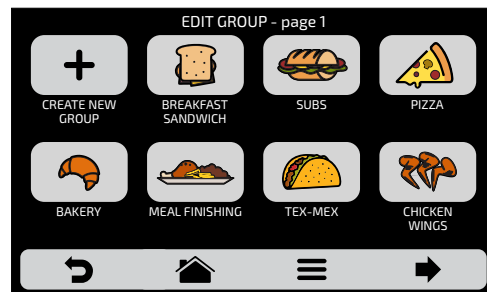 EDIT GROUP - page 1
CREATE NEW
GROUP
BREAKFAST
SANDWICH
SUBS
PIZZA
BAKERY
MEAL FINISHING
TEX-MEX
CHICKEN
WINGS